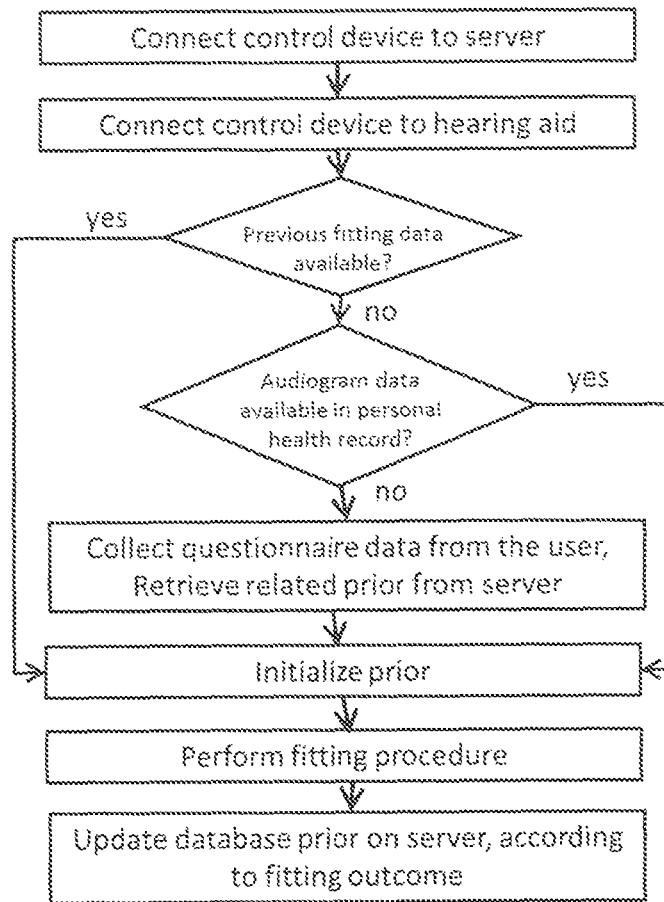 Connect control device to server
Connect control device to hearing aid
yes
Previous fitting data
available?
no
Audiogram data
available in personal
health record?
yes
no
Collect questionnaire data from the user,
Retrieve related prior from server
Initialize prior
Perform fitting procedure
Update database prior on server, according
to fitting outcome